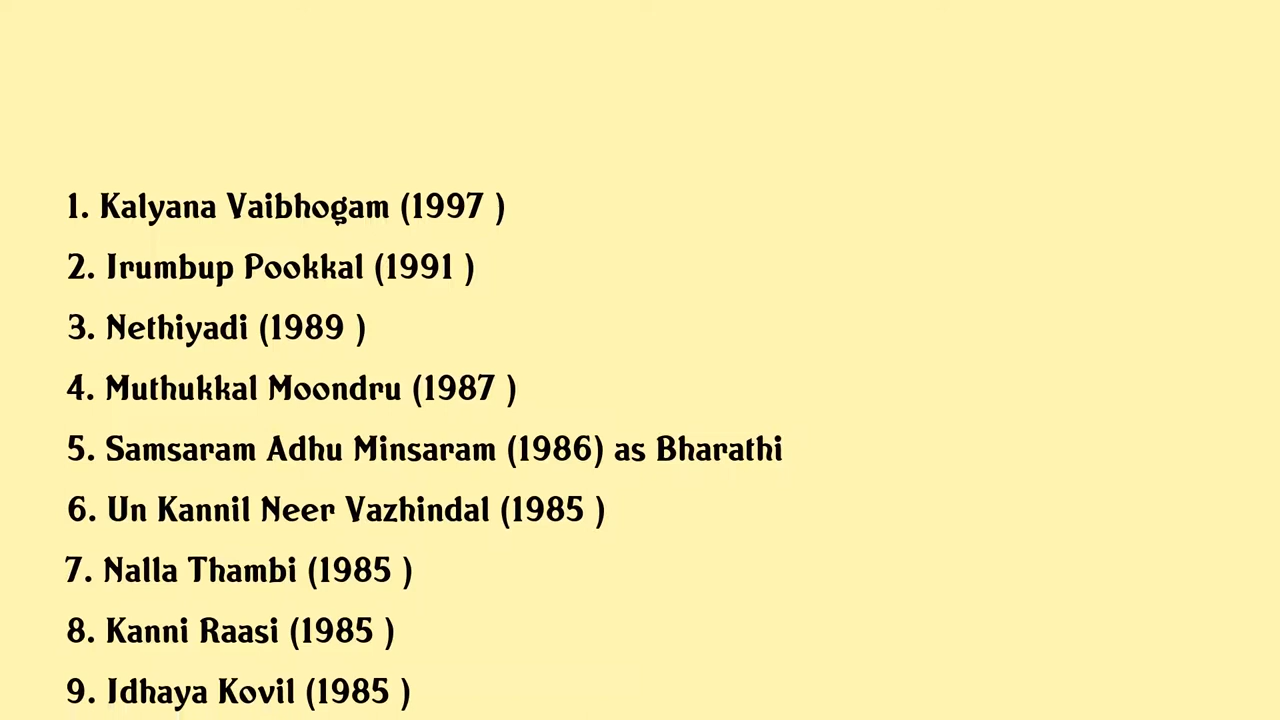 1. Kalyana Vaibhogam (1997 )
2. Irumbup Pookkal (1991 )
3. Nethiyadi (1989 )
4. Muthukkal Moondru (1987 )
5. Samsaram Adhu Minsaram (1986) as Bharathi
6. Un Kannil Neer Vazhindal (1985 )
7. Nalla Thambi (1985 )
8. Kanni Raasi (1985 )
9. Idhaya Kovil (1985 )